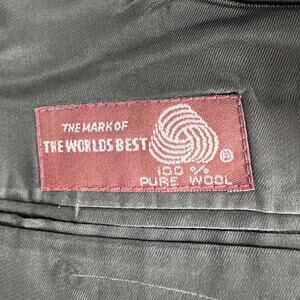 THE MARK OF
THE WORLDS BEST
®
100 %
PURE WOOL